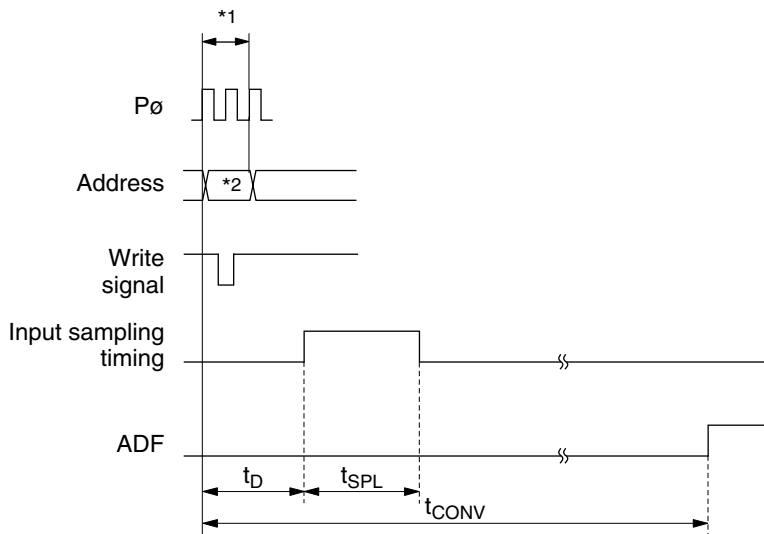 *1
Pø
Address
*2
Write
signal
Input sampling
timing
ADF
tD
tSPL
tCONV